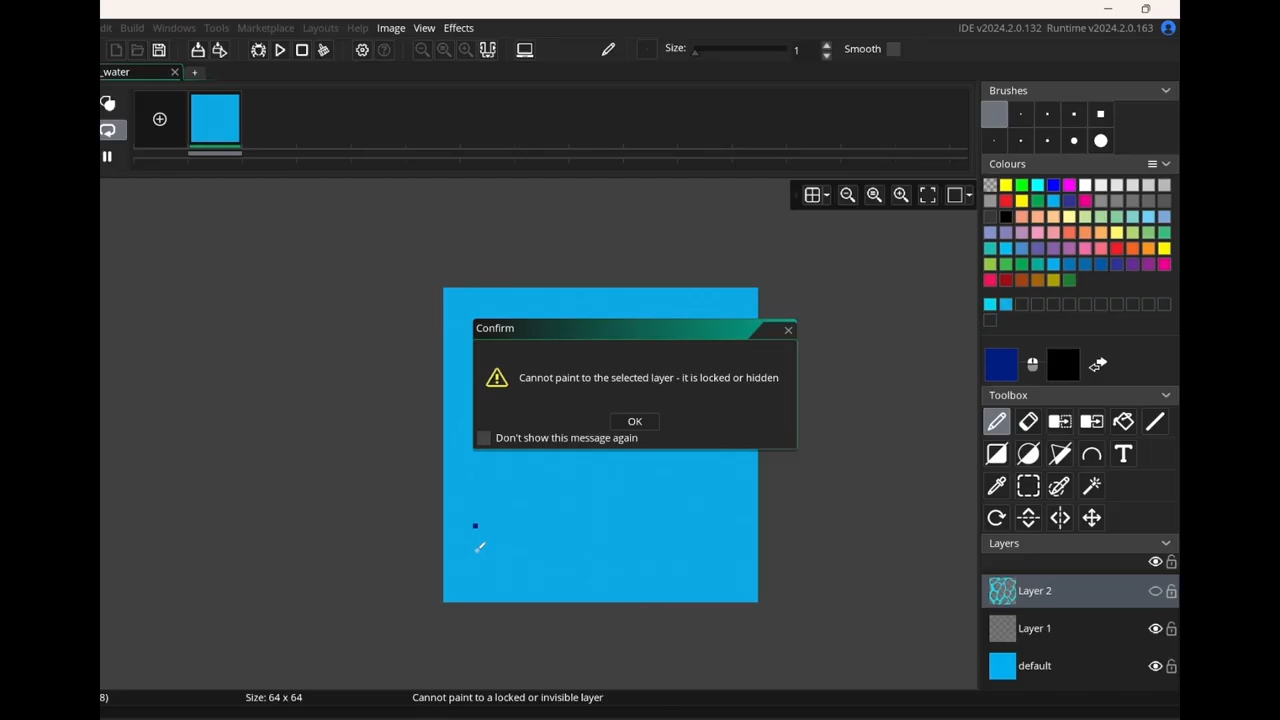 dit Build Windows Tools Marketplace Layouts Help Image View Effects IDE v2024.2.0.132 Runtime v2024.2.0.163
Size: 1 Smooth
_water
Brushes
Colours
Confirm
Cannot paint to the selected layer - it is locked or hidden
OK
Don't show this message again
Toolbox
Layers
Layer 2
Layer 1
default
8) Size: 64 x 64 Cannot paint to a locked or invisible layer